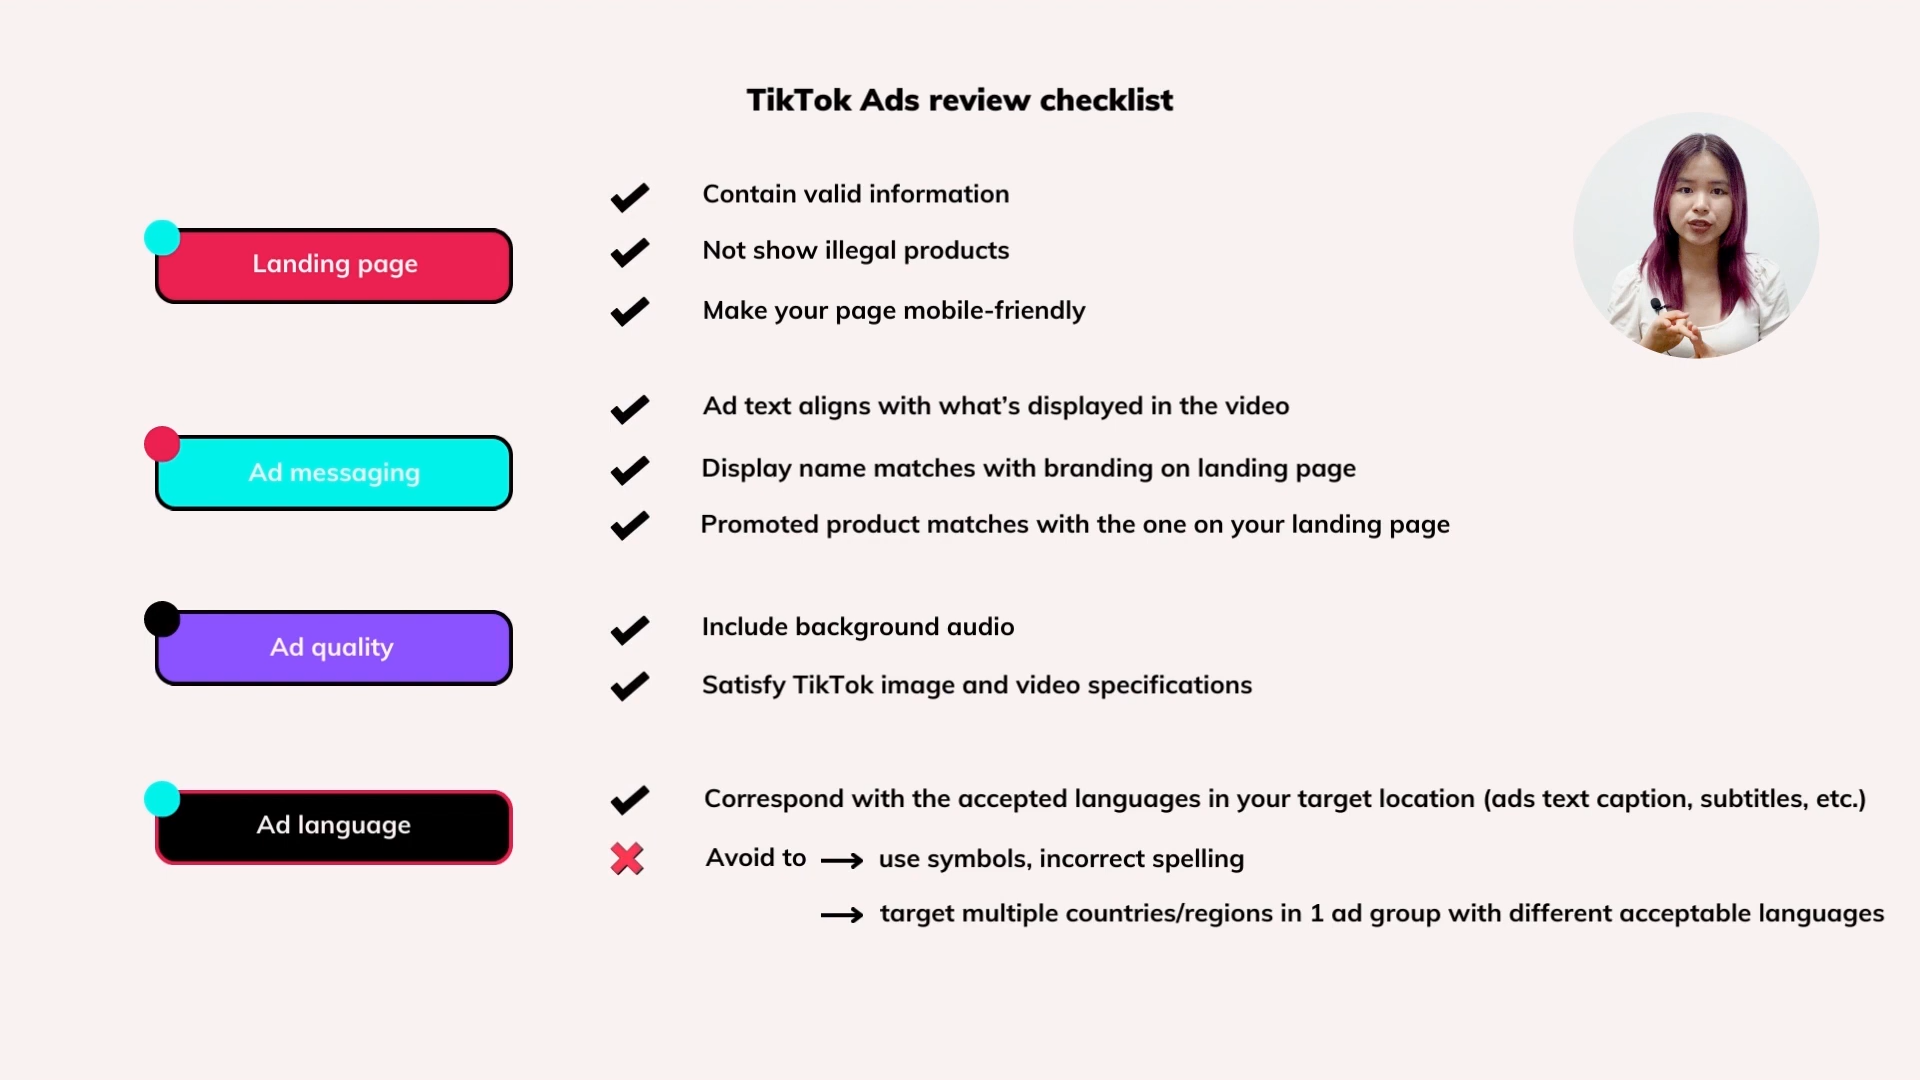 TikTok Ads review checklist
Landing page
Contain valid information
Not show illegal products
Make your page mobile-friendly
Ad messaging
Ad text aligns with what’s displayed in the video
Display name matches with branding on landing page
Promoted product matches with the one on your landing page
Ad quality
Include background audio
Satisfy TikTok image and video specifications
Ad language
Correspond with the accepted languages in your target location (ads text caption, subtitles, etc.)
Avoid to → use symbols, incorrect spelling
→ target multiple countries/regions in 1 ad group with different acceptable languages